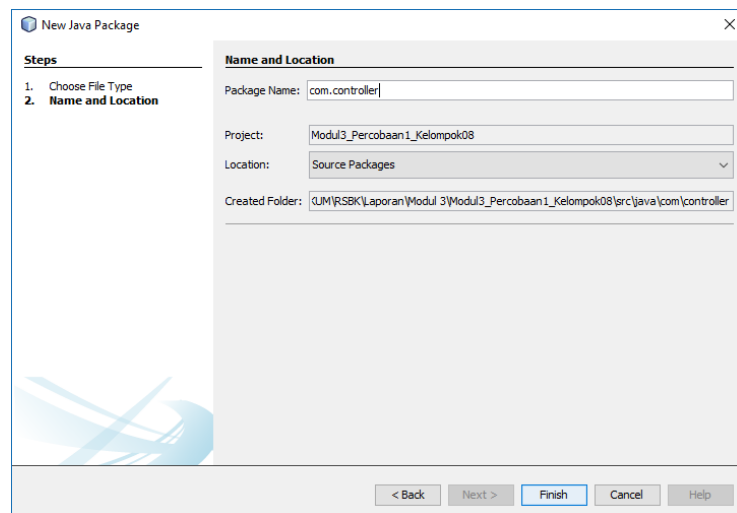 New Java Package
Steps
1. Choose File Type
2. Name and Location
Name and Location
Package Name: com.controller
Project: Modul3_Percobaan1_Kelompok08
Location: Source Packages
Created Folder: KUM\RSBK\Laporan\Modul 3\Modul3_Percobaan1_Kelompok08\src\java\com\controller
< Back Next > Finish Cancel Help